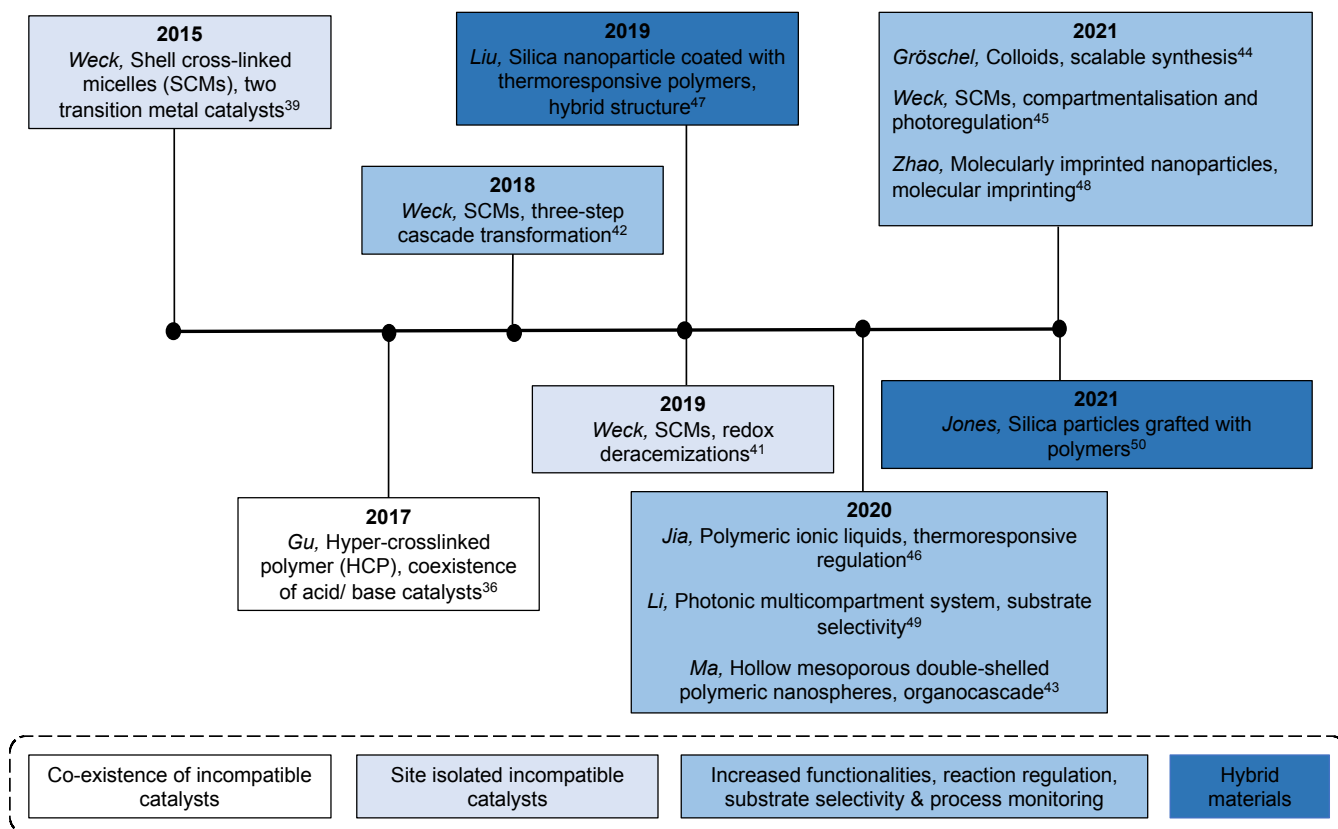 2015
Weck, Shell cross-linked
micelles (SCMs), two
transition metal catalysts39
2019
Liu, Silica nanoparticle coated with
thermoresponsive polymers,
hybrid structure47
2021
Gröschel, Colloids, scalable synthesis44
Weck, SCMs, compartmentalisation and
photoregulation45
Zhao, Molecularly imprinted nanoparticles,
molecular imprinting48
2018
Weck, SCMs, three-step
cascade transformation42
2019
Weck, SCMs, redox
deracemizations41
2021
Jones, Silica particles grafted with
polymers50
2017
Gu, Hyper-crosslinked
polymer (HCP), coexistence
of acid/ base catalysts36
2020
Jia, Polymeric ionic liquids, thermoresponsive
regulation46
Li, Photonic multicompartment system, substrate
selectivity49
Ma, Hollow mesoporous double-shelled
polymeric nanospheres, organocascade43
Co-existence of incompatible
catalysts
Site isolated incompatible
catalysts
Increased functionalities, reaction regulation,
substrate selectivity & process monitoring
Hybrid
materials